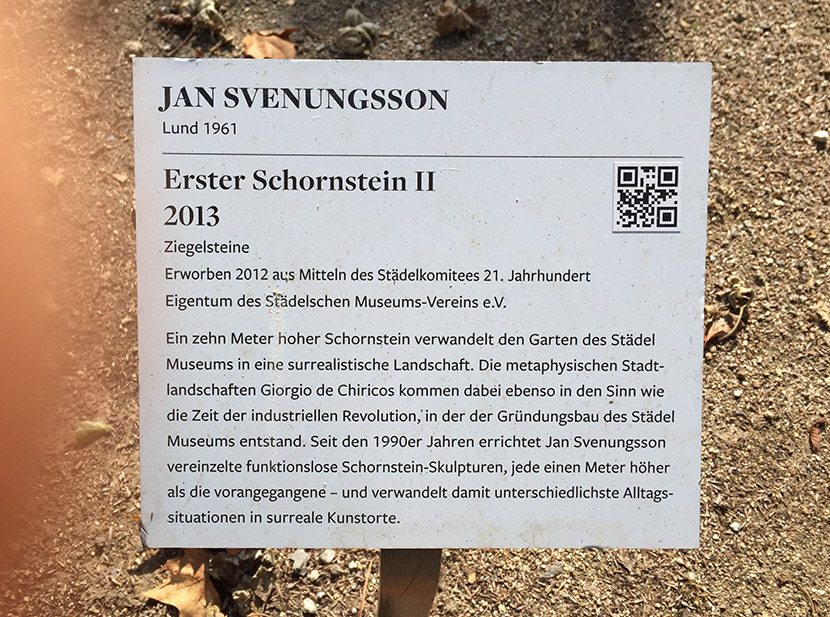 JAN SVENUNGSSON
Lund 1961
Erster Schornstein II
2013
Ziegelsteine
Erworben 2012 aus Mitteln des Städelkomitees 21. Jahrhundert
Eigentum des Städelschen Museums-Vereins e.V.
Ein zehn Meter hoher Schornstein verwandelt den Garten des Städel
Museums in eine surrealistische Landschaft. Die metaphysischen Stadt-
landschaften Giorgio de Chiricos kommen dabei ebenso in den Sinn wie
die Zeit der industriellen Revolution, in der der Gründungsbau des Städel
Museums entstand. Seit den 1990er Jahren errichtet Jan Svenungsson
vereinzelte funktionslose Schornstein-Skulpturen, jede einen Meter höher
als die vorangegangene – und verwandelt damit unterschiedlichste Alltags-
situationen in surreale Kunstorte.